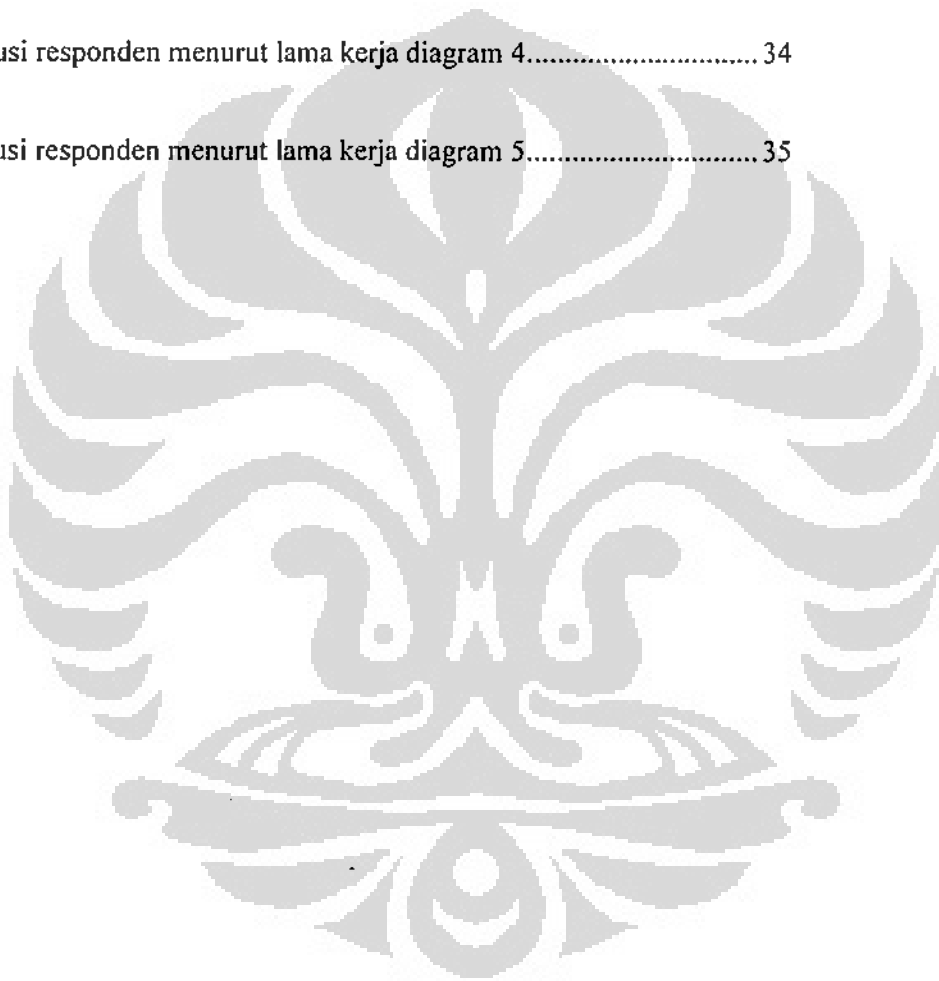 usi responden menurut lama kerja diagram 4.............................. 34
usi responden menurut lama kerja diagram 5.............................. 35